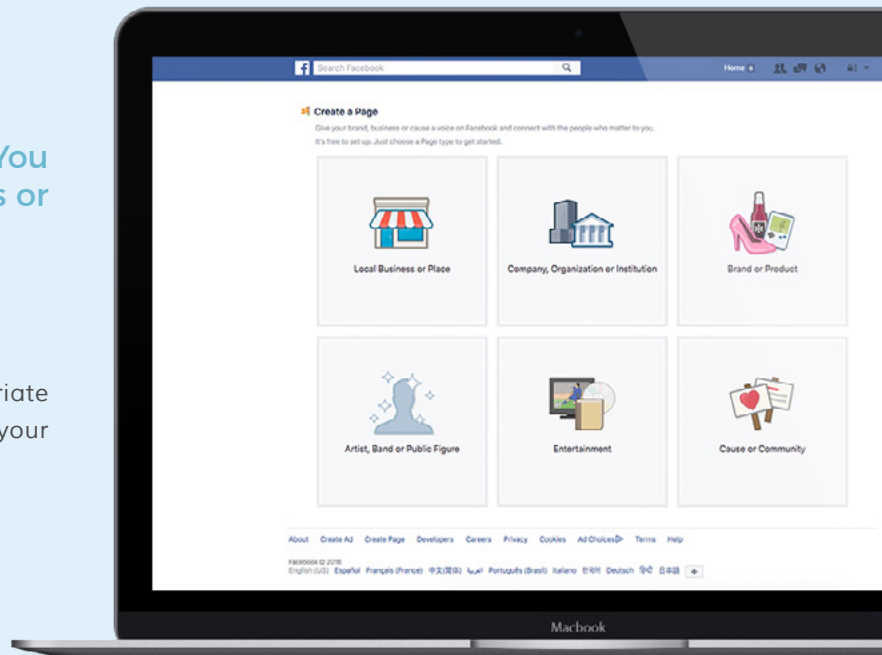 You
s or
riate
your
f
Search Facebook
Home
Create a Page
Give your brand, business or cause a voice on Facebook and connect with the people who matter to you.
It's free to set up. Just choose a Page type to get started.
Local Business or Place
Company, Organization or Institution
Brand or Product
Artist, Band or Public Figure
Entertainment
Cause or Community
About Create Ad Create Page Developers Careers Privacy Cookies Ad Choices Terms Help
Facebook © 2016
English (US) Español Français (France) 中文(简体) العربية Português (Brasil) Italiano 한국어 Deutsch हिन्दी 日本語
Macbook